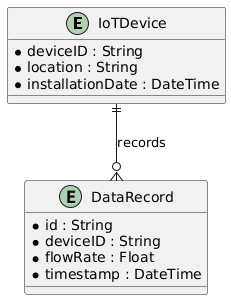 E IoTDevice
deviceID : String
location : String
installationDate : DateTime
records
E DataRecord
id : String
deviceID : String
flowRate : Float
timestamp : DateTime